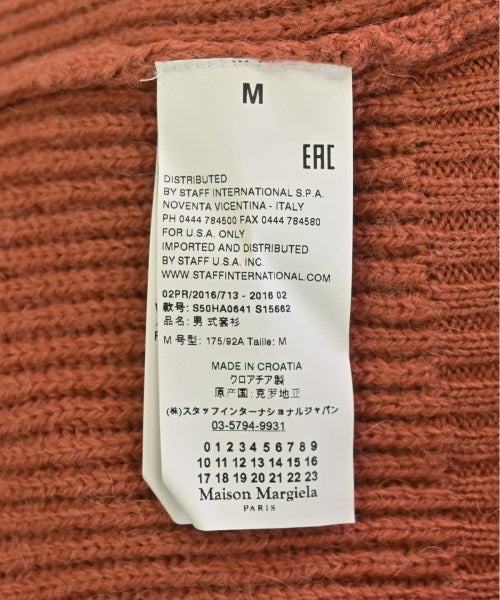 M
EAC
DISTRIBUTED
BY STAFF INTERNATIONAL S.P.A.
NOVENTA VICENTINA - ITALY
PH 0444 784500 FAX 0444 784580
FOR U.S.A. ONLY
IMPORTED AND DISTRIBUTED
BY STAFF U.S.A. INC.
WWW.STAFFINTERNATIONAL.COM
02PR/2016/713 - 2016 02
款号: S50HA0641 S15662
品名: 男式套衫
M 号型: 175/92A Taille: M
MADE IN CROATIA
クロアチア製
原产国: 克罗地亚
(株)スタッフインターナショナルジャパン
03-5794-9931
0 1 2 3 4 5 6 7 8 9
10 11 12 13 14 15 16
17 18 19 20 21 22 23
Maison Margiela
PARIS